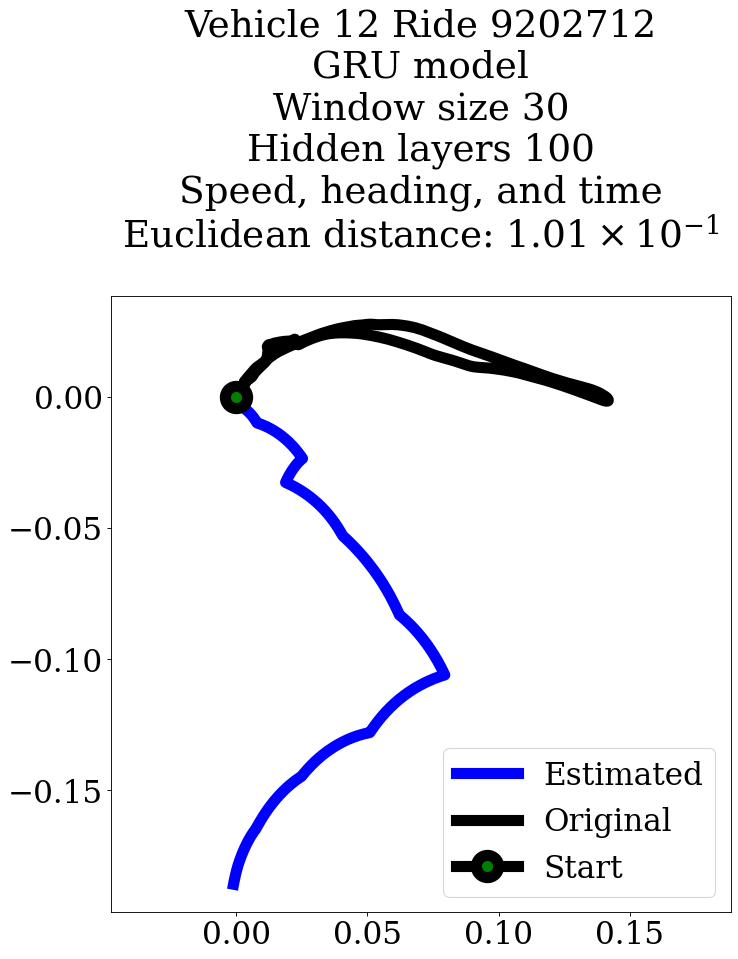 Vehicle 12 Ride 9202712
GRU model
Window size 30
Hidden layers 100
Speed, heading, and time
Euclidean distance: 1.01 × 10⁻¹
0.00
−0.05
−0.10
−0.15
Estimated
Original
Start
0.00 0.05 0.10 0.15